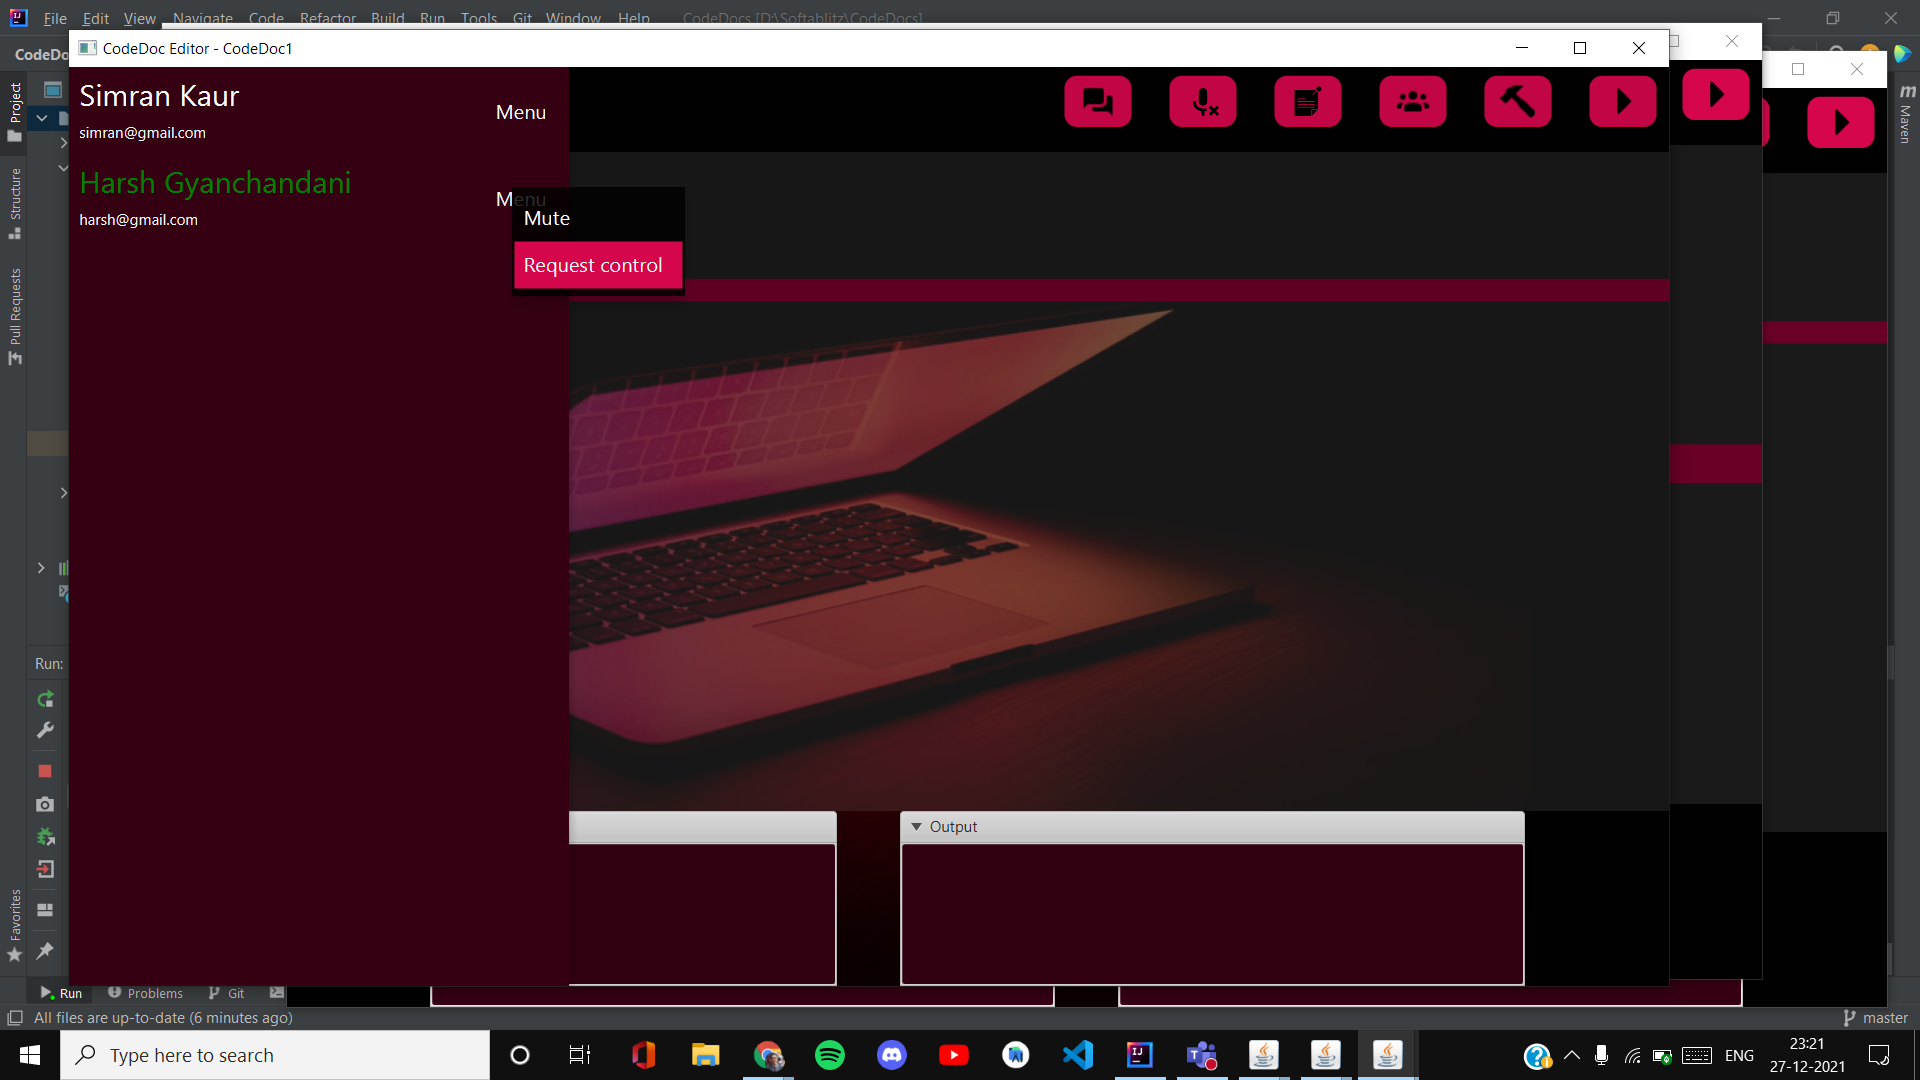 File Edit View Navigate Code Refactor Build Run Tools Git Window Help CodeDocs [D:\Softablitz\CodeDocs]
CodeDoc Editor - CodeDoc1
Simran Kaur
simran@gmail.com
Menu
Harsh Gyanchandani
harsh@gmail.com
Menu
Mute
Request control
Output
Project
Structure
Pull Requests
Favorites
Maven
Run:
Run Problems Git
All files are up-to-date (6 minutes ago)
master
Type here to search
ENG
23:21
27-12-2021